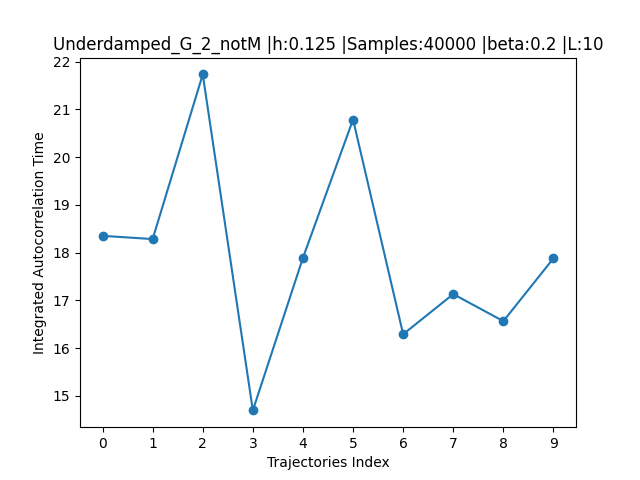 Underdamped_G_2_notM |h:0.125 |Samples:40000 |beta:0.2 |L:10
22
21
20
19
18
17
16
15
Integrated Autocorrelation Time
0 1 2 3 4 5 6 7 8 9
Trajectories Index